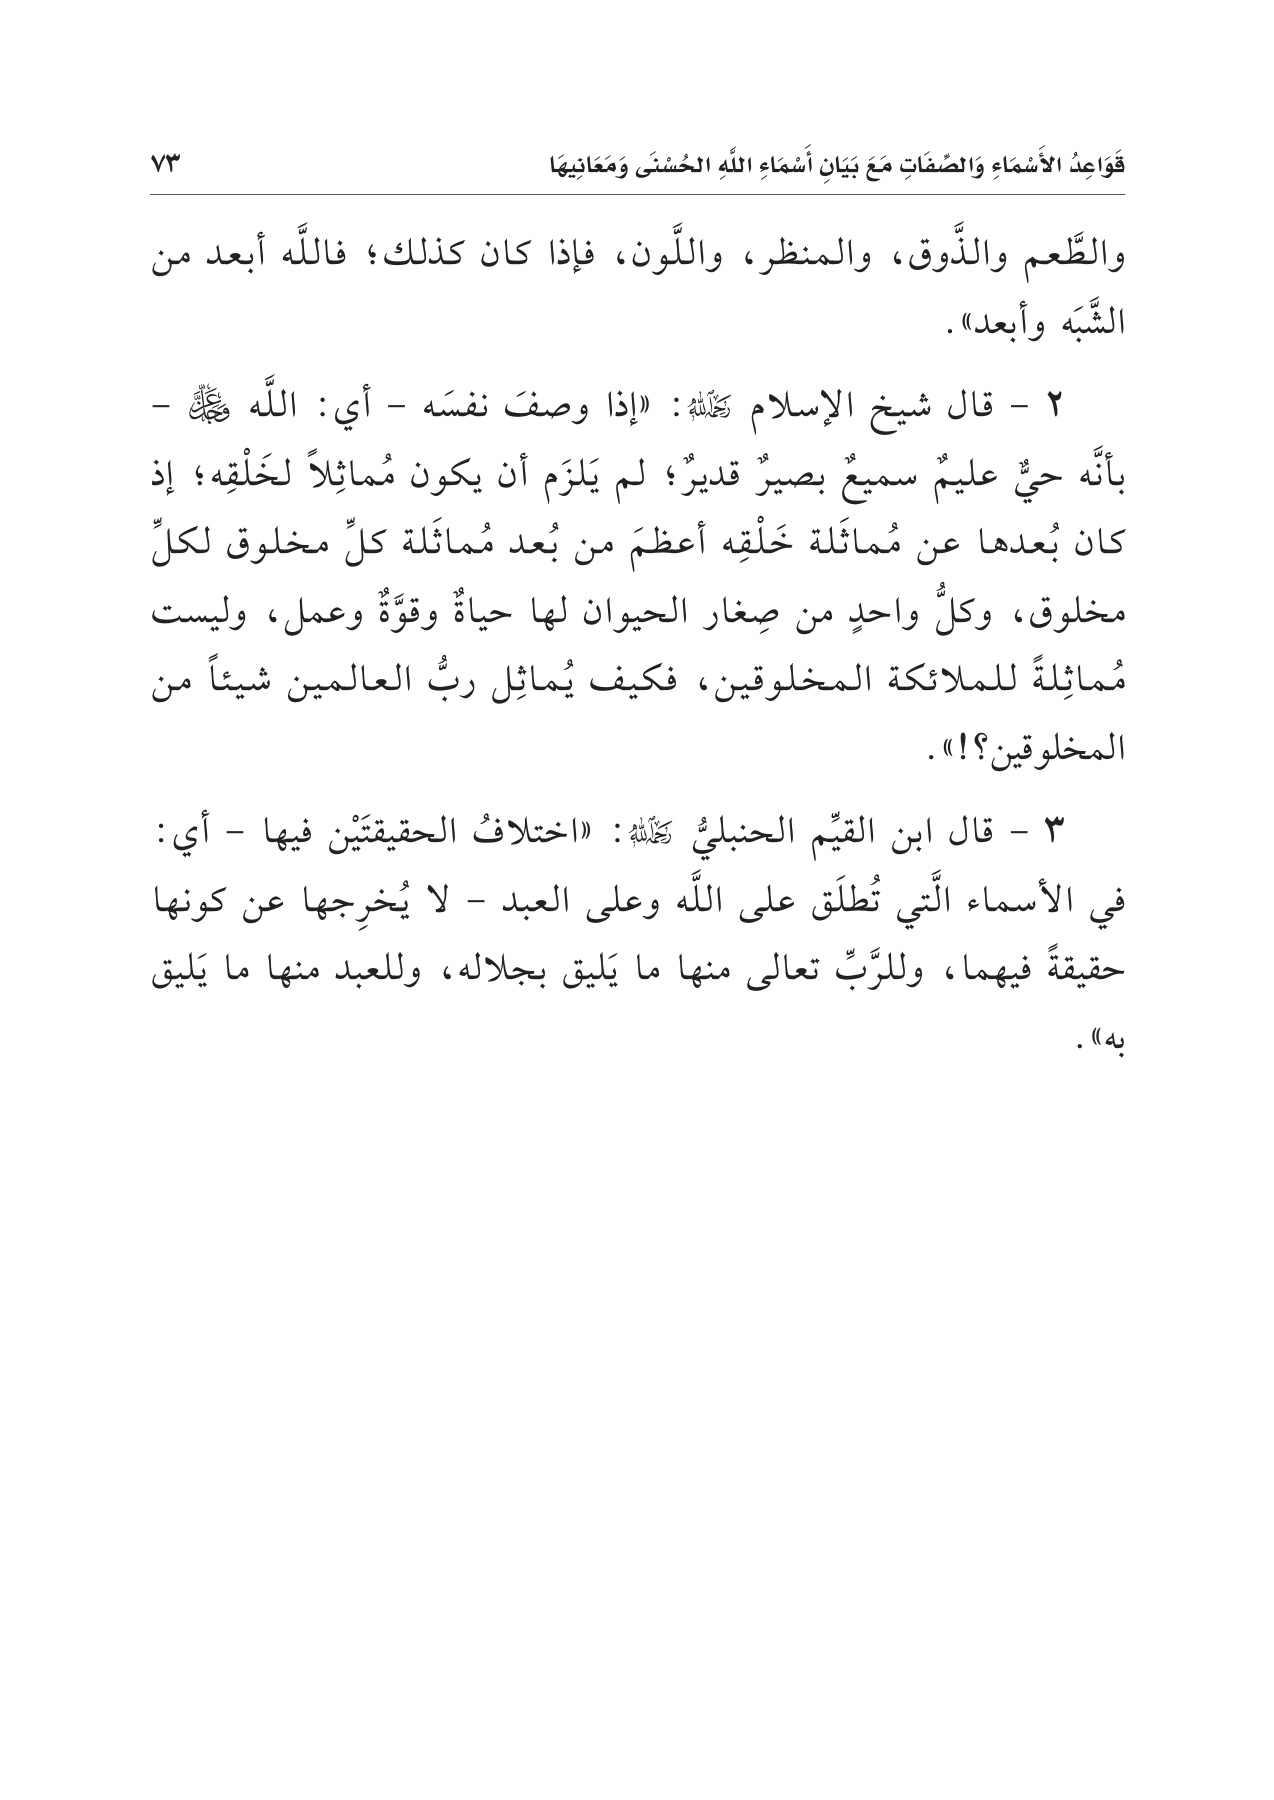 قَوَاعِدُ الأَسْمَاءِ وَالصِّفَاتِ مَعَ بَيَانِ أَسْمَاءِ اللَّهِ الحُسْنَى وَمَعَانِيهَا ٧٣
والطَّعم والذَّوق، والمنظر، واللَّون، فإذا كان كذلك؛ فاللَّه أبعد من
الشَّبَه وأبعد».
٢ – قال شيخ الإسلام رحمه الله: «إذا وصفَ نفسَه – أي: اللَّه عز وجل –
بأنَّه حيٌّ عليمٌ سميعٌ بصيرٌ قديرٌ؛ لم يَلزَم أن يكون مُماثِلاً لخَلْقِه؛ إذ
كان بُعدها عن مُماثَلة خَلْقِه أعظمَ من بُعد مُماثَلة كلِّ مخلوق لكلِّ
مخلوق، وكلُّ واحدٍ من صِغار الحيوان لها حياةٌ وقوَّةٌ وعمل، وليست
مُماثِلةً للملائكة المخلوقين، فكيف يُماثِل ربُّ العالمين شيئاً من
المخلوقين؟!».
٣ – قال ابن القيِّم الحنبليُّ رحمه الله: «اختلافُ الحقيقتَيْن فيها – أي:
في الأسماء الَّتي تُطلَق على اللَّه وعلى العبد – لا يُخرِجها عن كونها
حقيقةً فيهما، وللرَّبِّ تعالى منها ما يَليق بجلاله، وللعبد منها ما يَليق
به».